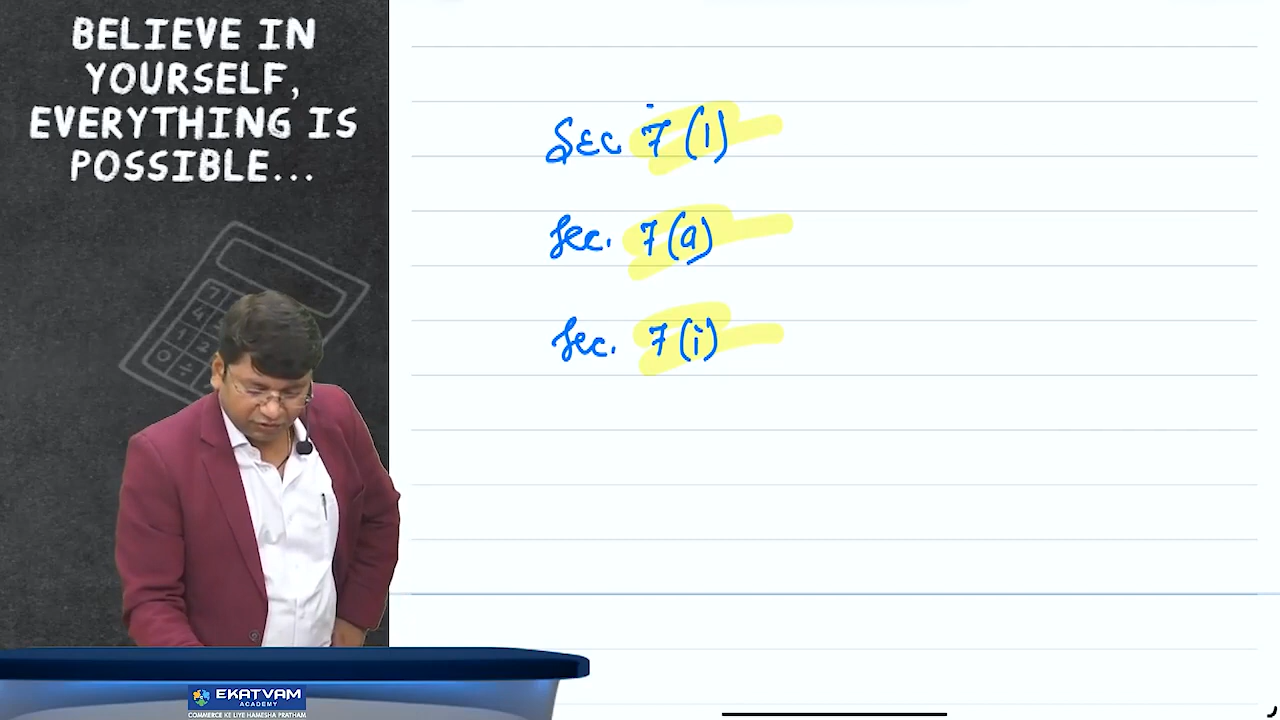 BELIEVE IN
YOURSELF,
EVERYTHING IS
POSSIBLE...
Sec 7 (1)
Sec. 7(a)
Sec. 7(i)
EKATVAM
ACADEMY
COMMERCE KE LIYE HAMESHA PRATHAM